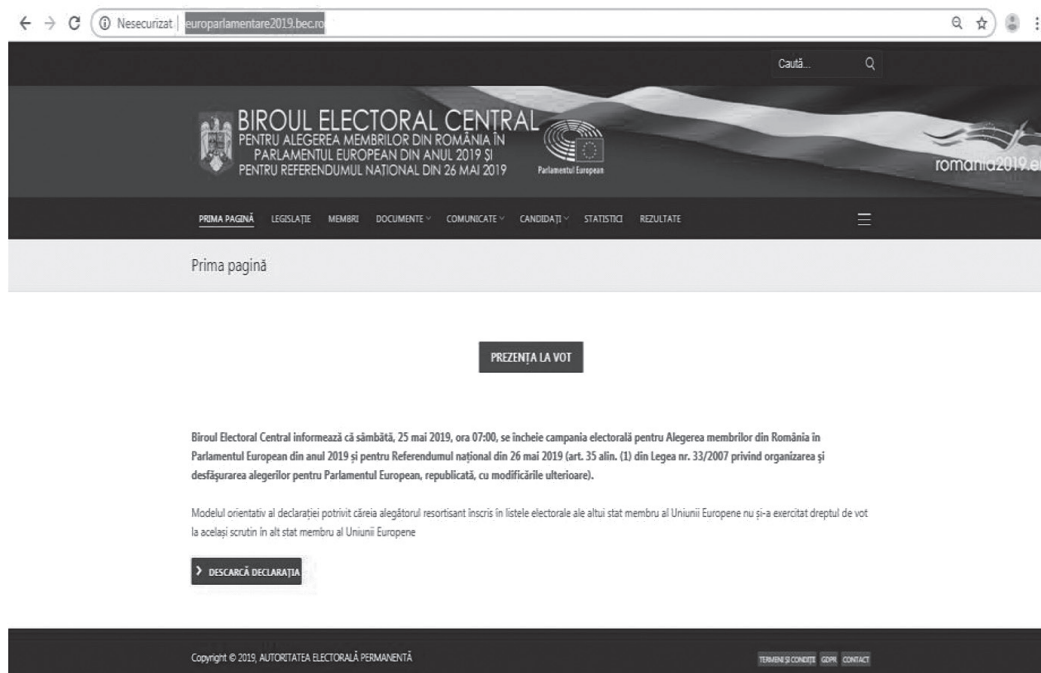 Nesecurizat europarlamentare2019.bec.ro
Caută...
BIROUL ELECTORAL CENTRAL
PENTRU ALEGEREA MEMBRILOR DIN ROMÂNIA ÎN
PARLAMENTUL EUROPEAN DIN ANUL 2019 ȘI
PENTRU REFERENDUMUL NAȚIONAL DIN 26 MAI 2019
Parlamentul European
romania2019.e
PRIMA PAGINĂ LEGISLAȚIE MEMBRI DOCUMENTE COMUNICATE CANDIDAȚI STATISTICI REZULTATE
Prima pagină
PREZENȚA LA VOT
Biroul Electoral Central informează că sâmbătă, 25 mai 2019, ora 07:00, se încheie campania electorală pentru Alegerea membrilor din România în
Parlamentul European din anul 2019 și pentru Referendumul național din 26 mai 2019 (art. 35 alin. (1) din Legea nr. 33/2007 privind organizarea și
desfășurarea alegerilor pentru Parlamentul European, republicată, cu modificările ulterioare).
Modelul orientativ al declarației potrivit căreia alegătorul resortisant înscris în listele electorale ale altui stat membru al Uniunii Europene nu și-a exercitat dreptul de vot
la același scrutin în alt stat membru al Uniunii Europene
DESCARCĂ DECLARAȚIA
Copyright © 2019, AUTORITATEA ELECTORALĂ PERMANENTĂ
TERMENI ȘI CONDIȚII GDPR CONTACT